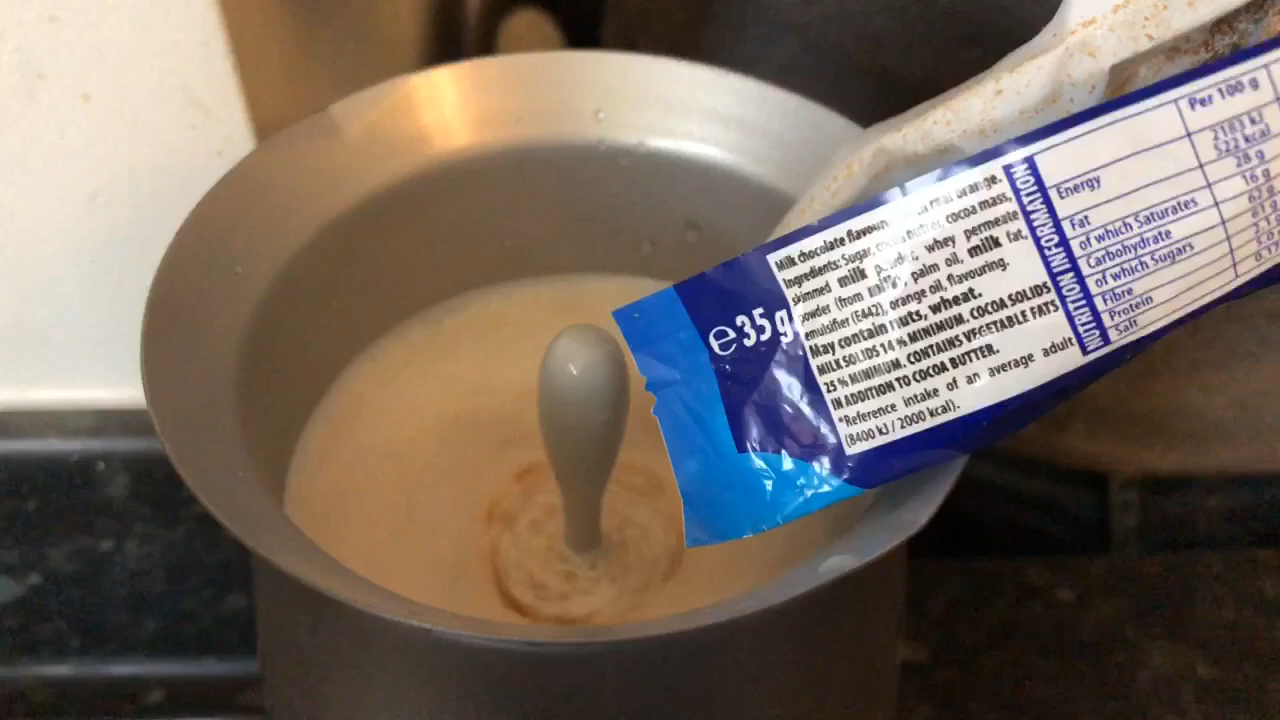 ℮35 g
Milk chocolate flavour real orange.
Ingredients: Sugar, cocoa butter, cocoa mass,
skimmed milk powder, whey permeate
powder (from milk), palm oil, milk fat,
emulsifier (E442), orange oil, flavouring.
May contain nuts, wheat.
MILK SOLIDS 14 % MINIMUM. COCOA SOLIDS
25 % MINIMUM. CONTAINS VEGETABLE FATS
IN ADDITION TO COCOA BUTTER.
*Reference intake of an average adult
(8400 kJ / 2000 kcal).
NUTRITION INFORMATION
Per 100 g
Energy 2183 kJ
522 kcal
Fat 28 g
of which Saturates 16 g
Carbohydrate
of which Sugars
Fibre
Protein
Salt